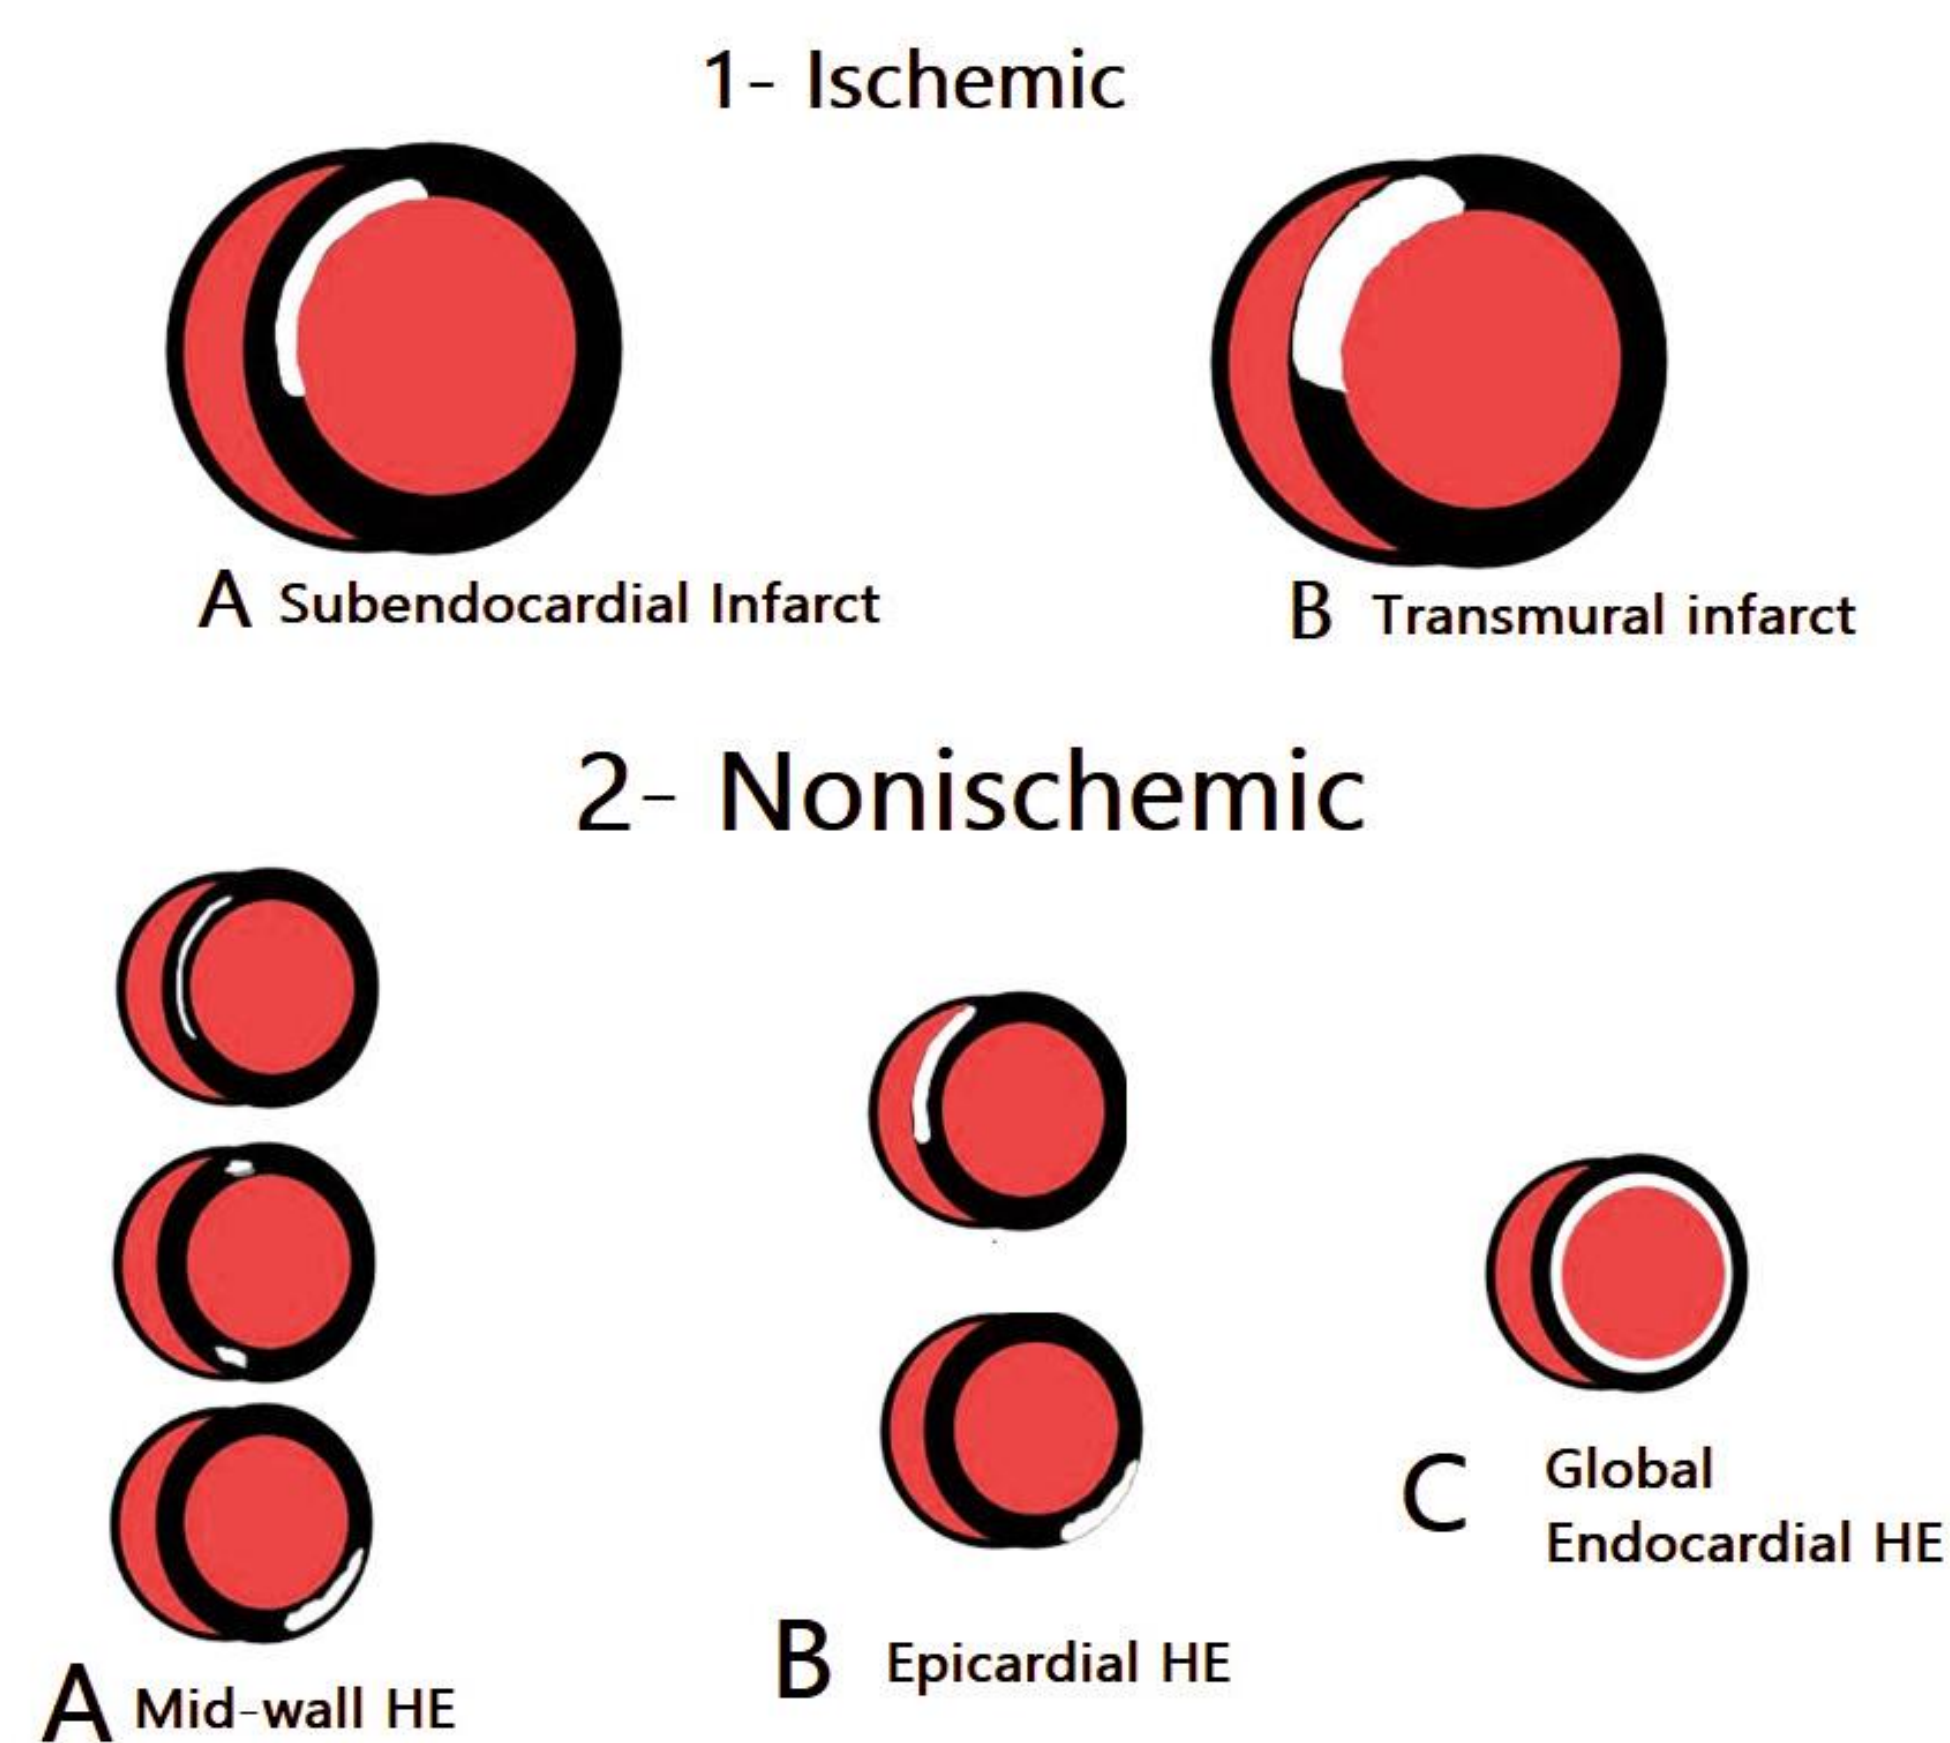 1- Ischemic
A Subendocardial Infarct
B Transmural infarct
2- Nonischemic
A Mid-wall HE
B Epicardial HE
C Global
Endocardial HE